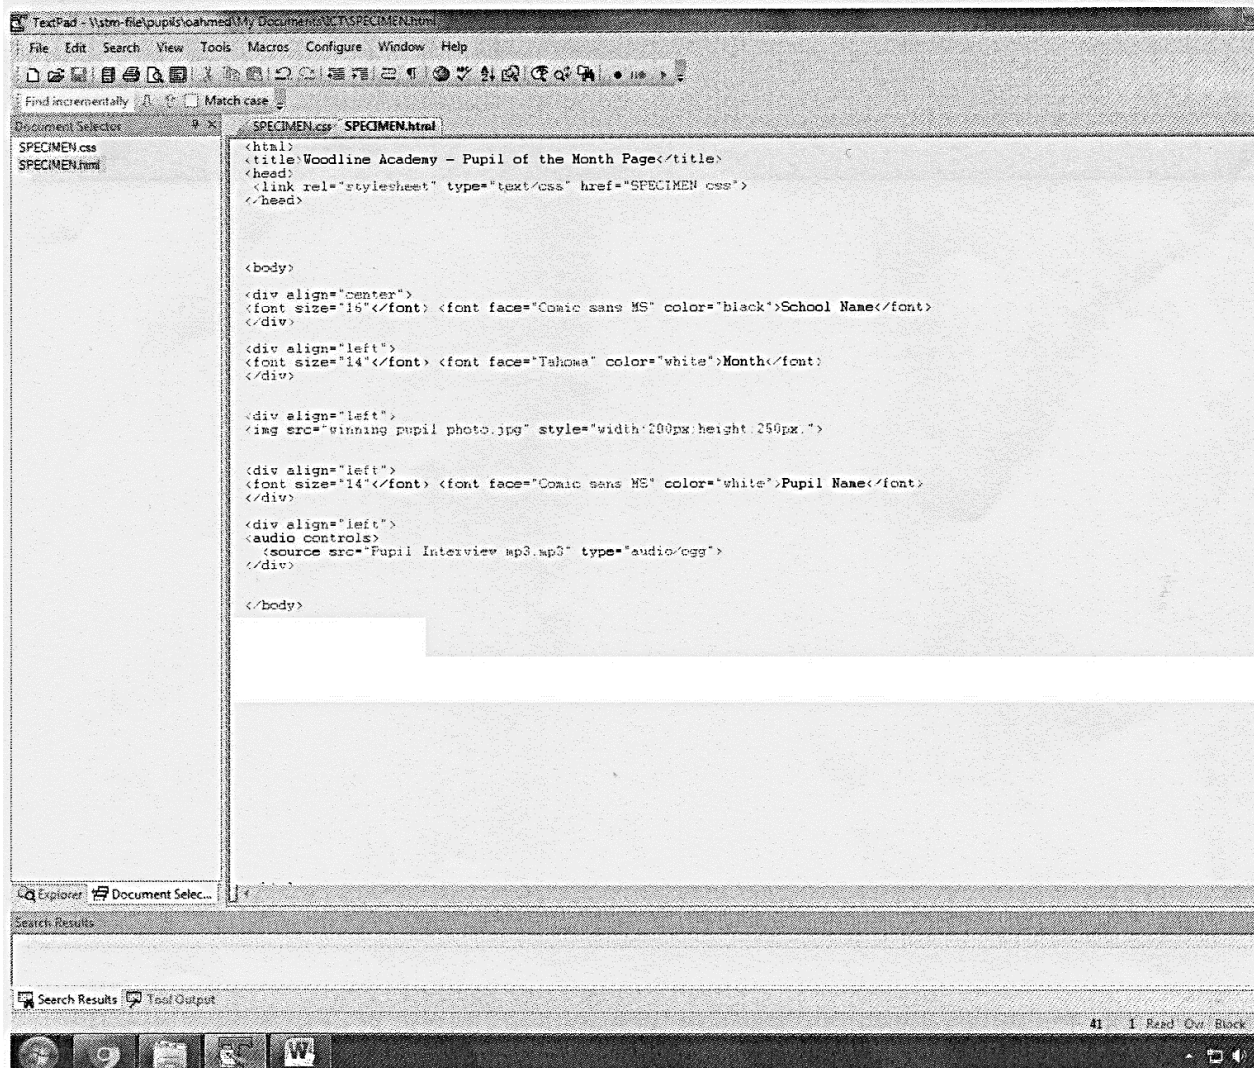 TextPad - \\stm-file\pupils\oahmed\My Documents\ICT\SPECIMEN.html
File Edit Search View Tools Macros Configure Window Help
Find incrementally Match case
Document Selector
SPECIMEN.css SPECIMEN.html
SPECIMEN.css
SPECIMEN.html
<html>
<title>Woodline Academy - Pupil of the Month Page</title>
<head>
<link rel="stylesheet" type="text/css" href="SPECIMEN css">
</head>
<body>
<div align="center">
<font size="16"</font> <font face="Comic sans MS" color="black">School Name</font>
</div>
<div align="left">
<font size="14"</font> <font face="Tahoma" color="white">Month</font>
</div>
<div align="left">
<img src="winning pupil photo.jpg" style="width:200px;height:250px;">
<div align="left">
<font size="14"</font> <font face="Comic sans MS" color="white">Pupil Name</font>
</div>
<div align="left">
<audio controls>
<source src="Pupil Interview mp3.mp3" type="audio/ogg">
</div>
</body>
Explorer Document Selec...
Search Results
Search Results Tool Output
41 1 Read Ovr Block